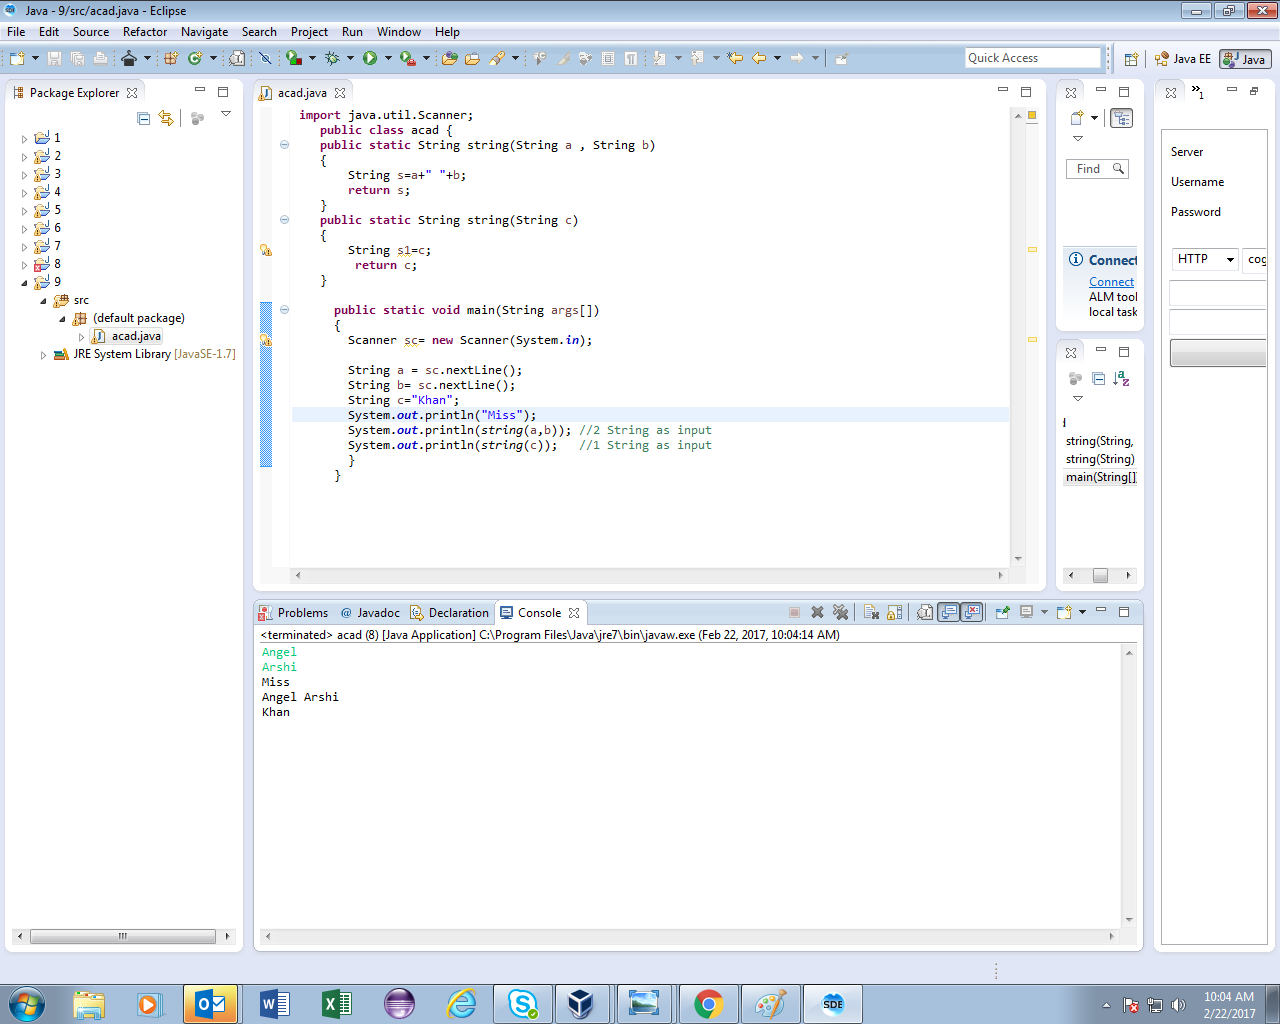 Java - 9/src/acad.java - Eclipse
File Edit Source Refactor Navigate Search Project Run Window Help
Quick Access
Java EE
Java
Package Explorer
1
2
3
4
5
6
7
8
9
src
(default package)
acad.java
JRE System Library [JavaSE-1.7]
acad.java
import java.util.Scanner;
public class acad {
public static String string(String a , String b)
{
String s=a+" "+b;
return s;
}
public static String string(String c)
{
String s1=c;
return c;
}
public static void main(String args[])
{
Scanner sc= new Scanner(System.in);
String a = sc.nextLine();
String b= sc.nextLine();
String c="Khan";
System.out.println("Miss");
System.out.println(string(a,b)); //2 String as input
System.out.println(string(c)); //1 String as input
}
}
Find
Connect
Connect
ALM tool
local task
string(String,
string(String)
main(String[])
1
Server
Username
Password
HTTP
cog
Problems @ Javadoc Declaration Console
<terminated> acad (8) [Java Application] C:\Program Files\Java\jre7\bin\javaw.exe (Feb 22, 2017, 10:04:14 AM)
Angel
Arshi
Miss
Angel Arshi
Khan
SDE
10:04 AM
2/22/2017